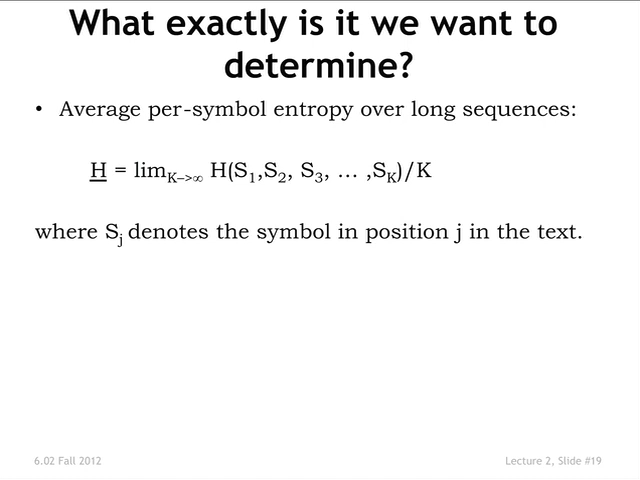 What exactly is it we want to
determine?
• Average per-symbol entropy over long sequences:
H = lim K–>∞ H(S1,S2, S3, … ,SK)/K
where Sj denotes the symbol in position j in the text.
6.02 Fall 2012
Lecture 2, Slide #19